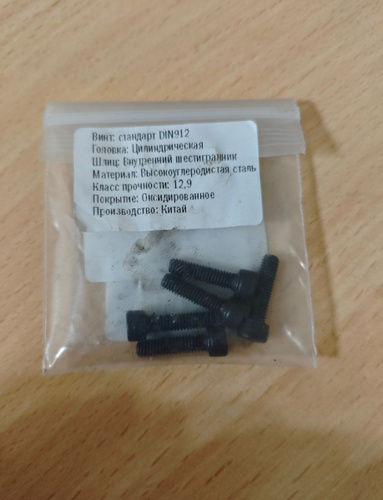 Винт: стандарт DIN912
Головка: Цилиндрическая
Шлиц: Внутренний шестигранник
Материал: Высокоуглеродистая сталь
Класс прочности: 12,9
Покрытие: Оксидированное
Производство: Китай